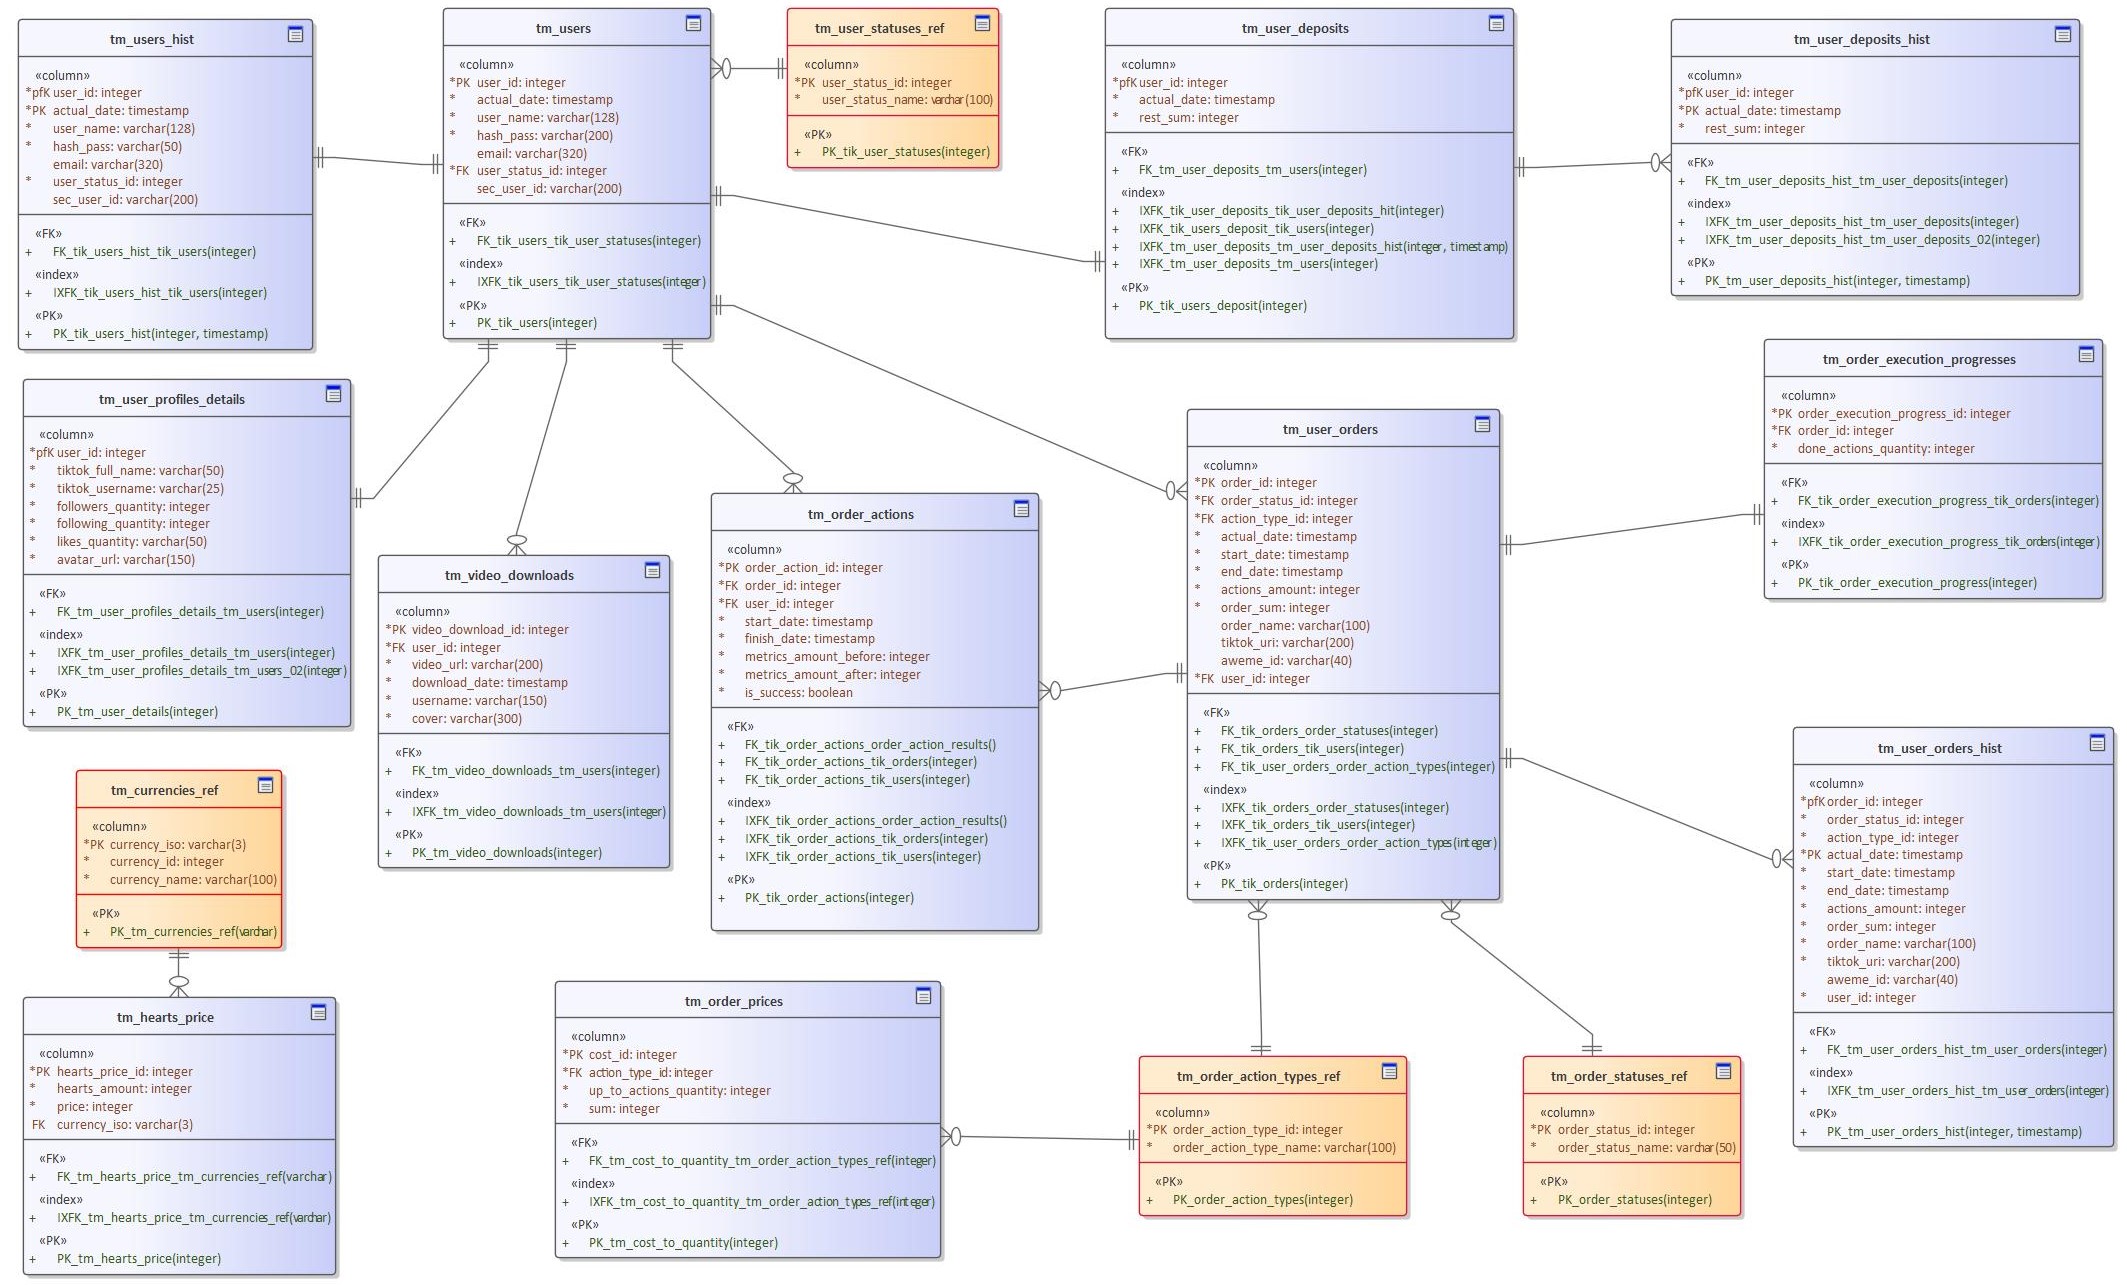 tm_users_hist
«column»
*pfK user_id: integer
*PK actual_date: timestamp
* user_name: varchar(128)
* hash_pass: varchar(50)
email: varchar(320)
* user_status_id: integer
sec_user_id: varchar(200)
«FK»
+ FK_tik_users_hist_tik_users(integer)
«index»
+ IXFK_tik_users_hist_tik_users(integer)
«PK»
+ PK_tik_users_hist(integer, timestamp)
tm_users
«column»
*PK user_id: integer
* actual_date: timestamp
* user_name: varchar(128)
* hash_pass: varchar(200)
email: varchar(320)
*FK user_status_id: integer
sec_user_id: varchar(200)
«FK»
+ FK_tik_users_tik_user_statuses(integer)
«index»
+ IXFK_tik_users_tik_user_statuses(integer)
«PK»
+ PK_tik_users(integer)
tm_user_statuses_ref
«column»
*PK user_status_id: integer
* user_status_name: varchar(100)
«PK»
+ PK_tik_user_statuses(integer)
tm_user_deposits
«column»
*pfK user_id: integer
* actual_date: timestamp
* rest_sum: integer
«FK»
+ FK_tm_user_deposits_tm_users(integer)
«index»
+ IXFK_tik_user_deposits_tik_user_deposits_hit(integer)
+ IXFK_tik_users_deposit_tik_users(integer)
+ IXFK_tm_user_deposits_tm_user_deposits_hist(integer, timestamp)
+ IXFK_tm_user_deposits_tm_users(integer)
«PK»
+ PK_tik_users_deposit(integer)
tm_user_deposits_hist
«column»
*pfK user_id: integer
*PK actual_date: timestamp
* rest_sum: integer
«FK»
+ FK_tm_user_deposits_hist_tm_user_deposits(integer)
«index»
+ IXFK_tm_user_deposits_hist_tm_user_deposits(integer)
+ IXFK_tm_user_deposits_hist_tm_user_deposits_02(integer)
«PK»
+ PK_tm_user_deposits_hist(integer, timestamp)
tm_user_profiles_details
«column»
*pfK user_id: integer
* tiktok_full_name: varchar(50)
* tiktok_username: varchar(25)
* followers_quantity: integer
* following_quantity: integer
* likes_quantity: varchar(50)
* avatar_url: varchar(150)
«FK»
+ FK_tm_user_profiles_details_tm_users(integer)
«index»
+ IXFK_tm_user_profiles_details_tm_users(integer)
+ IXFK_tm_user_profiles_details_tm_users_02(integer)
«PK»
+ PK_tm_user_details(integer)
tm_video_downloads
«column»
*PK video_download_id: integer
*FK user_id: integer
* video_url: varchar(200)
* download_date: timestamp
* username: varchar(150)
* cover: varchar(300)
«FK»
+ FK_tm_video_downloads_tm_users(integer)
«index»
+ IXFK_tm_video_downloads_tm_users(integer)
«PK»
+ PK_tm_video_downloads(integer)
tm_order_actions
«column»
*PK order_action_id: integer
*FK order_id: integer
*FK user_id: integer
* start_date: timestamp
* finish_date: timestamp
* metrics_amount_before: integer
* metrics_amount_after: integer
* is_success: boolean
«FK»
+ FK_tik_order_actions_order_action_results()
+ FK_tik_order_actions_tik_orders(integer)
+ FK_tik_order_actions_tik_users(integer)
«index»
+ IXFK_tik_order_actions_order_action_results()
+ IXFK_tik_order_actions_tik_orders(integer)
+ IXFK_tik_order_actions_tik_users(integer)
«PK»
+ PK_tik_order_actions(integer)
tm_user_orders
«column»
*PK order_id: integer
*FK order_status_id: integer
*FK action_type_id: integer
* actual_date: timestamp
* start_date: timestamp
* end_date: timestamp
* actions_amount: integer
* order_sum: integer
order_name: varchar(100)
tiktok_uri: varchar(200)
aweme_id: varchar(40)
*FK user_id: integer
«FK»
+ FK_tik_orders_order_statuses(integer)
+ FK_tik_orders_tik_users(integer)
+ FK_tik_user_orders_order_action_types(integer)
«index»
+ IXFK_tik_orders_order_statuses(integer)
+ IXFK_tik_orders_tik_users(integer)
+ IXFK_tik_user_orders_order_action_types(integer)
«PK»
+ PK_tik_orders(integer)
tm_order_execution_progresses
«column»
*PK order_execution_progress_id: integer
*FK order_id: integer
* done_actions_quantity: integer
«FK»
+ FK_tik_order_execution_progress_tik_orders(integer)
«index»
+ IXFK_tik_order_execution_progress_tik_orders(integer)
«PK»
+ PK_tik_order_execution_progress(integer)
tm_user_orders_hist
«column»
*pfK order_id: integer
* order_status_id: integer
* action_type_id: integer
*PK actual_date: timestamp
* start_date: timestamp
* end_date: timestamp
* actions_amount: integer
* order_sum: integer
* order_name: varchar(100)
* tiktok_uri: varchar(200)
aweme_id: varchar(40)
* user_id: integer
«FK»
+ FK_tm_user_orders_hist_tm_user_orders(integer)
«index»
+ IXFK_tm_user_orders_hist_tm_user_orders(integer)
«PK»
+ PK_tm_user_orders_hist(integer, timestamp)
tm_currencies_ref
«column»
*PK currency_iso: varchar(3)
* currency_id: integer
* currency_name: varchar(100)
«PK»
+ PK_tm_currencies_ref(varchar)
tm_hearts_price
«column»
*PK hearts_price_id: integer
* hearts_amount: integer
* price: integer
FK currency_iso: varchar(3)
«FK»
+ FK_tm_hearts_price_tm_currencies_ref(varchar)
«index»
+ IXFK_tm_hearts_price_tm_currencies_ref(varchar)
«PK»
+ PK_tm_hearts_price(integer)
tm_order_prices
«column»
*PK cost_id: integer
*FK action_type_id: integer
* up_to_actions_quantity: integer
* sum: integer
«FK»
+ FK_tm_cost_to_quantity_tm_order_action_types_ref(integer)
«index»
+ IXFK_tm_cost_to_quantity_tm_order_action_types_ref(integer)
«PK»
+ PK_tm_cost_to_quantity(integer)
tm_order_action_types_ref
«column»
*PK order_action_type_id: integer
* order_action_type_name: varchar(100)
«PK»
+ PK_order_action_types(integer)
tm_order_statuses_ref
«column»
*PK order_status_id: integer
* order_status_name: varchar(50)
«PK»
+ PK_order_statuses(integer)